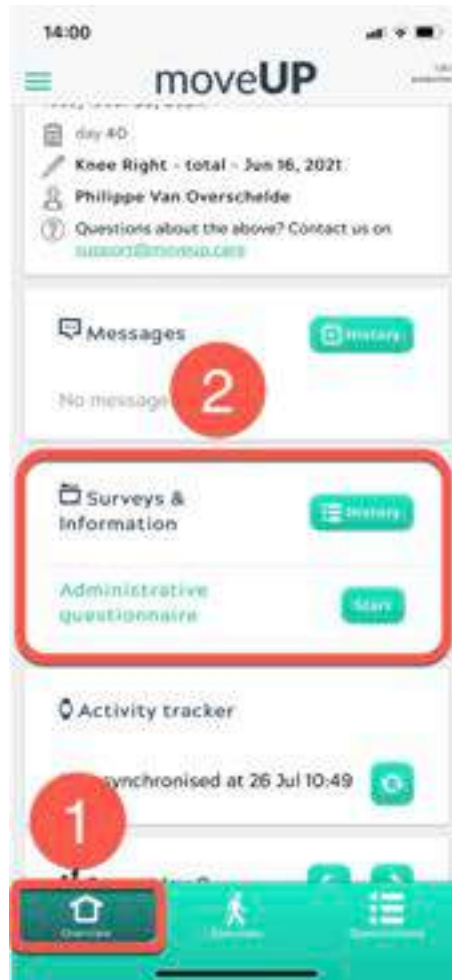 14:00
moveUP
day 40
Knee Right - total - Jun 16, 2021
Philippe Van Overschelde
Questions about the above? Contact us on
support@moveup.care
Messages
History
No message
2
Surveys &
Information
History
Administrative
questionnaire
Start
Activity tracker
synchronised at 26 Jul 10:49
1
Overview